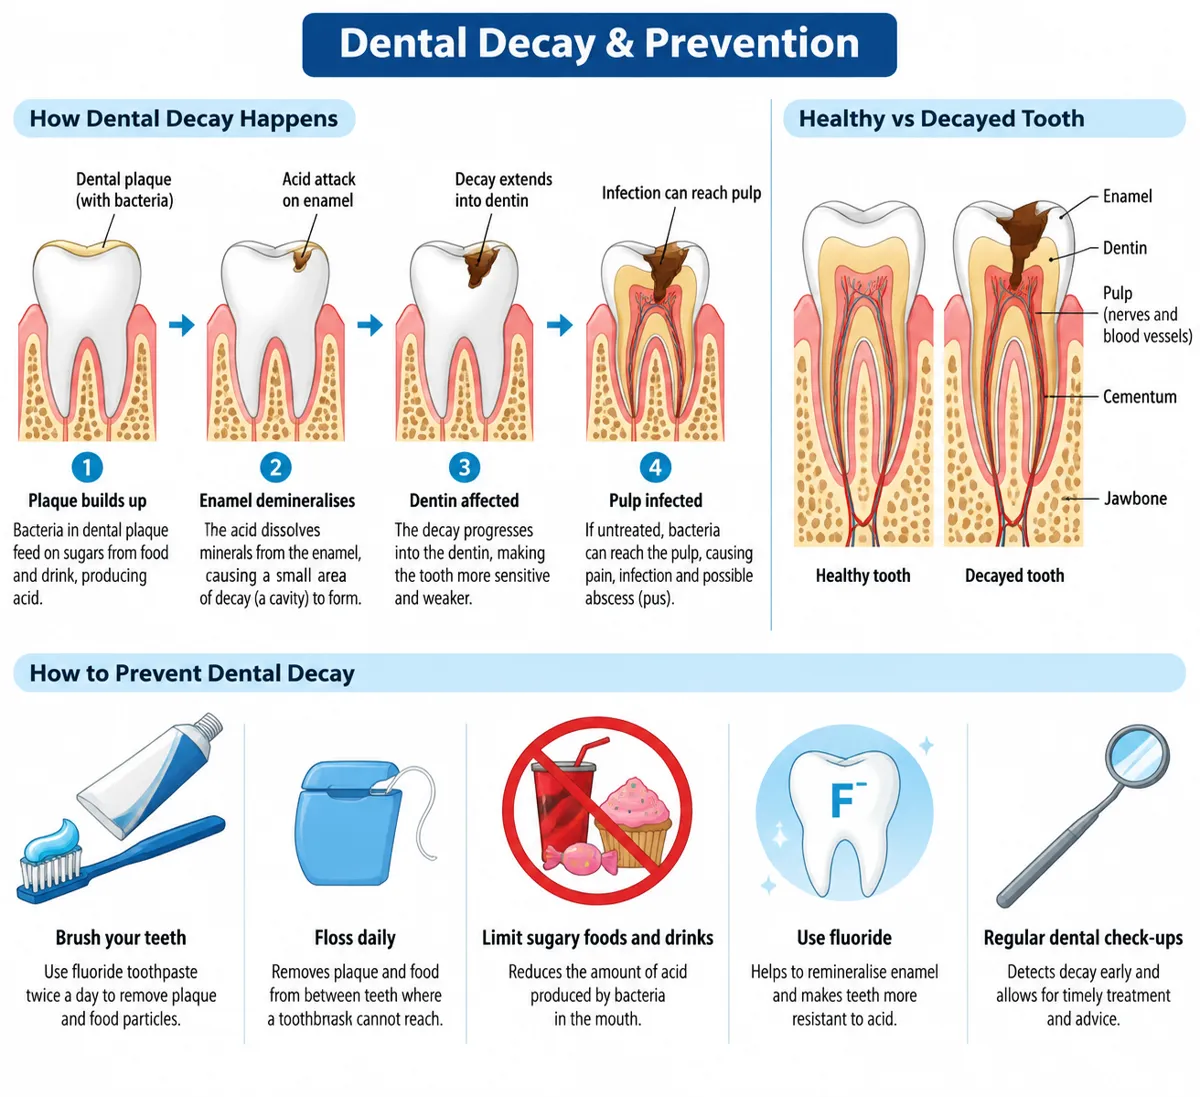 Dental Decay & Prevention
How Dental Decay Happens
Dental plaque
(with bacteria)
Acid attack
on enamel
Decay extends
into dentin
Infection can reach pulp
1
Plaque builds up
Bacteria in dental plaque
feed on sugars from food
and drink, producing
acid.
2
Enamel demineralises
The acid dissolves
minerals from the enamel,
causing a small area
of decay (a cavity) to form.
3
Dentin affected
The decay progresses
into the dentin, making
the tooth more sensitive
and weaker.
4
Pulp infected
If untreated, bacteria
can reach the pulp, causing
pain, infection and possible
abscess (pus).
Healthy vs Decayed Tooth
Enamel
Dentin
Pulp
(nerves and
blood vessels)
Cementum
Jawbone
Healthy tooth
Decayed tooth
How to Prevent Dental Decay
Brush your teeth
Use fluoride toothpaste
twice a day to remove plaque
and food particles.
Floss daily
Removes plaque and food
from between teeth where
a toothbrask cannot reach.
Limit sugary foods and drinks
Reduces the amount of acid
produced by bacteria
in the mouth.
F⁻
Use fluoride
Helps to remineralise enamel
and makes teeth more
resistant to acid.
Regular dental check-ups
Detects decay early and
allows for timely treatment
and advice.